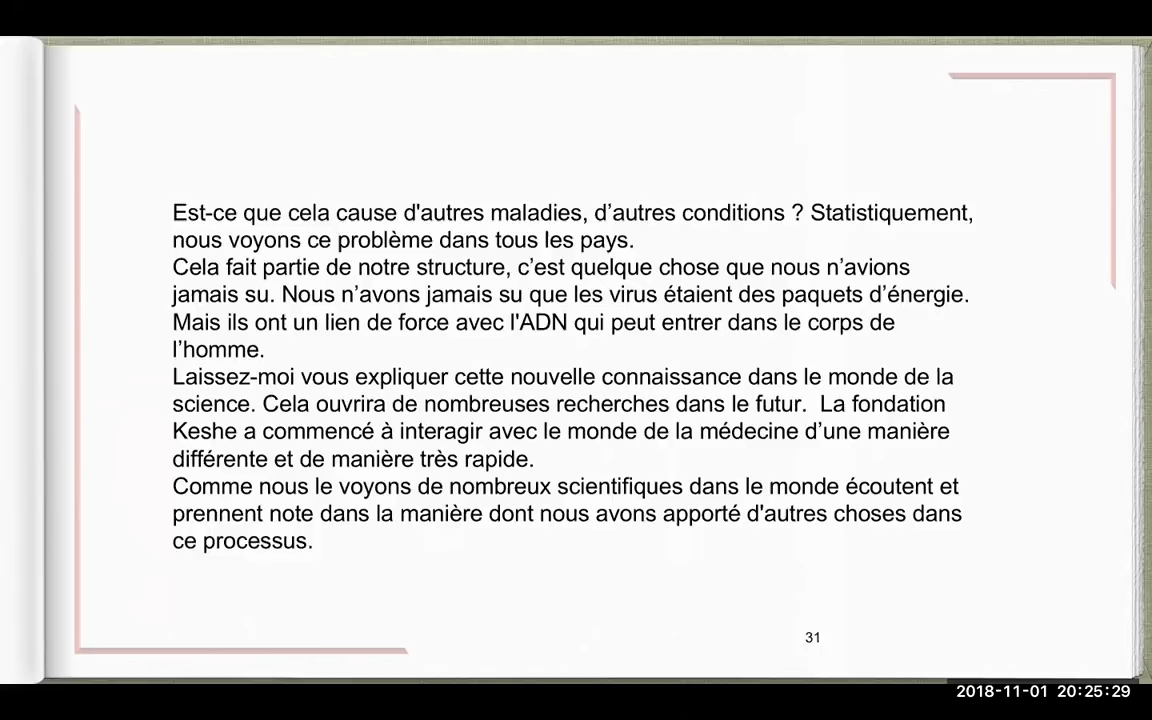 Est-ce que cela cause d'autres maladies, d’autres conditions ? Statistiquement,
nous voyons ce problème dans tous les pays.
Cela fait partie de notre structure, c’est quelque chose que nous n’avions
jamais su. Nous n’avons jamais su que les virus étaient des paquets d’énergie.
Mais ils ont un lien de force avec l'ADN qui peut entrer dans le corps de
l’homme.
Laissez-moi vous expliquer cette nouvelle connaissance dans le monde de la
science. Cela ouvrira de nombreuses recherches dans le futur.  La fondation
Keshe a commencé à interagir avec le monde de la médecine d’une manière
différente et de manière très rapide.
Comme nous le voyons de nombreux scientifiques dans le monde écoutent et
prennent note dans la manière dont nous avons apporté d'autres choses dans
ce processus.
31
2018-11-01 20:25:29